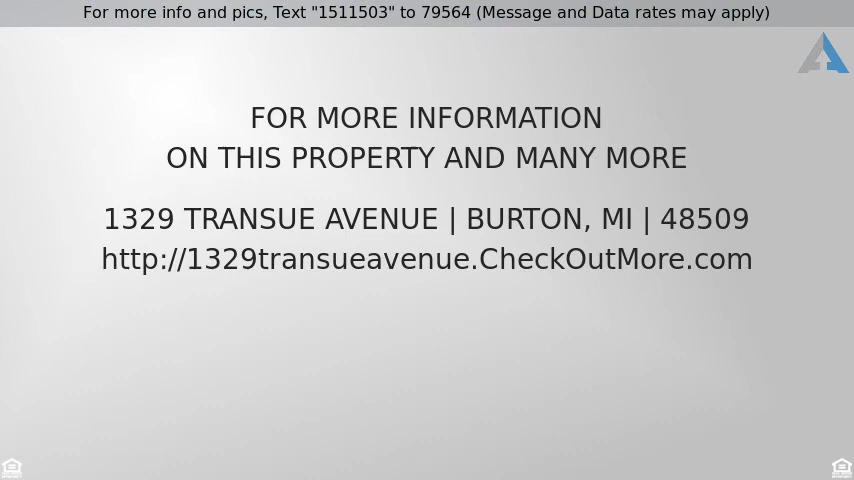 For more info and pics, Text "1511503" to 79564 (Message and Data rates may apply)
FOR MORE INFORMATION
ON THIS PROPERTY AND MANY MORE
1329 TRANSUE AVENUE | BURTON, MI | 48509
http://1329transueavenue.CheckOutMore.com